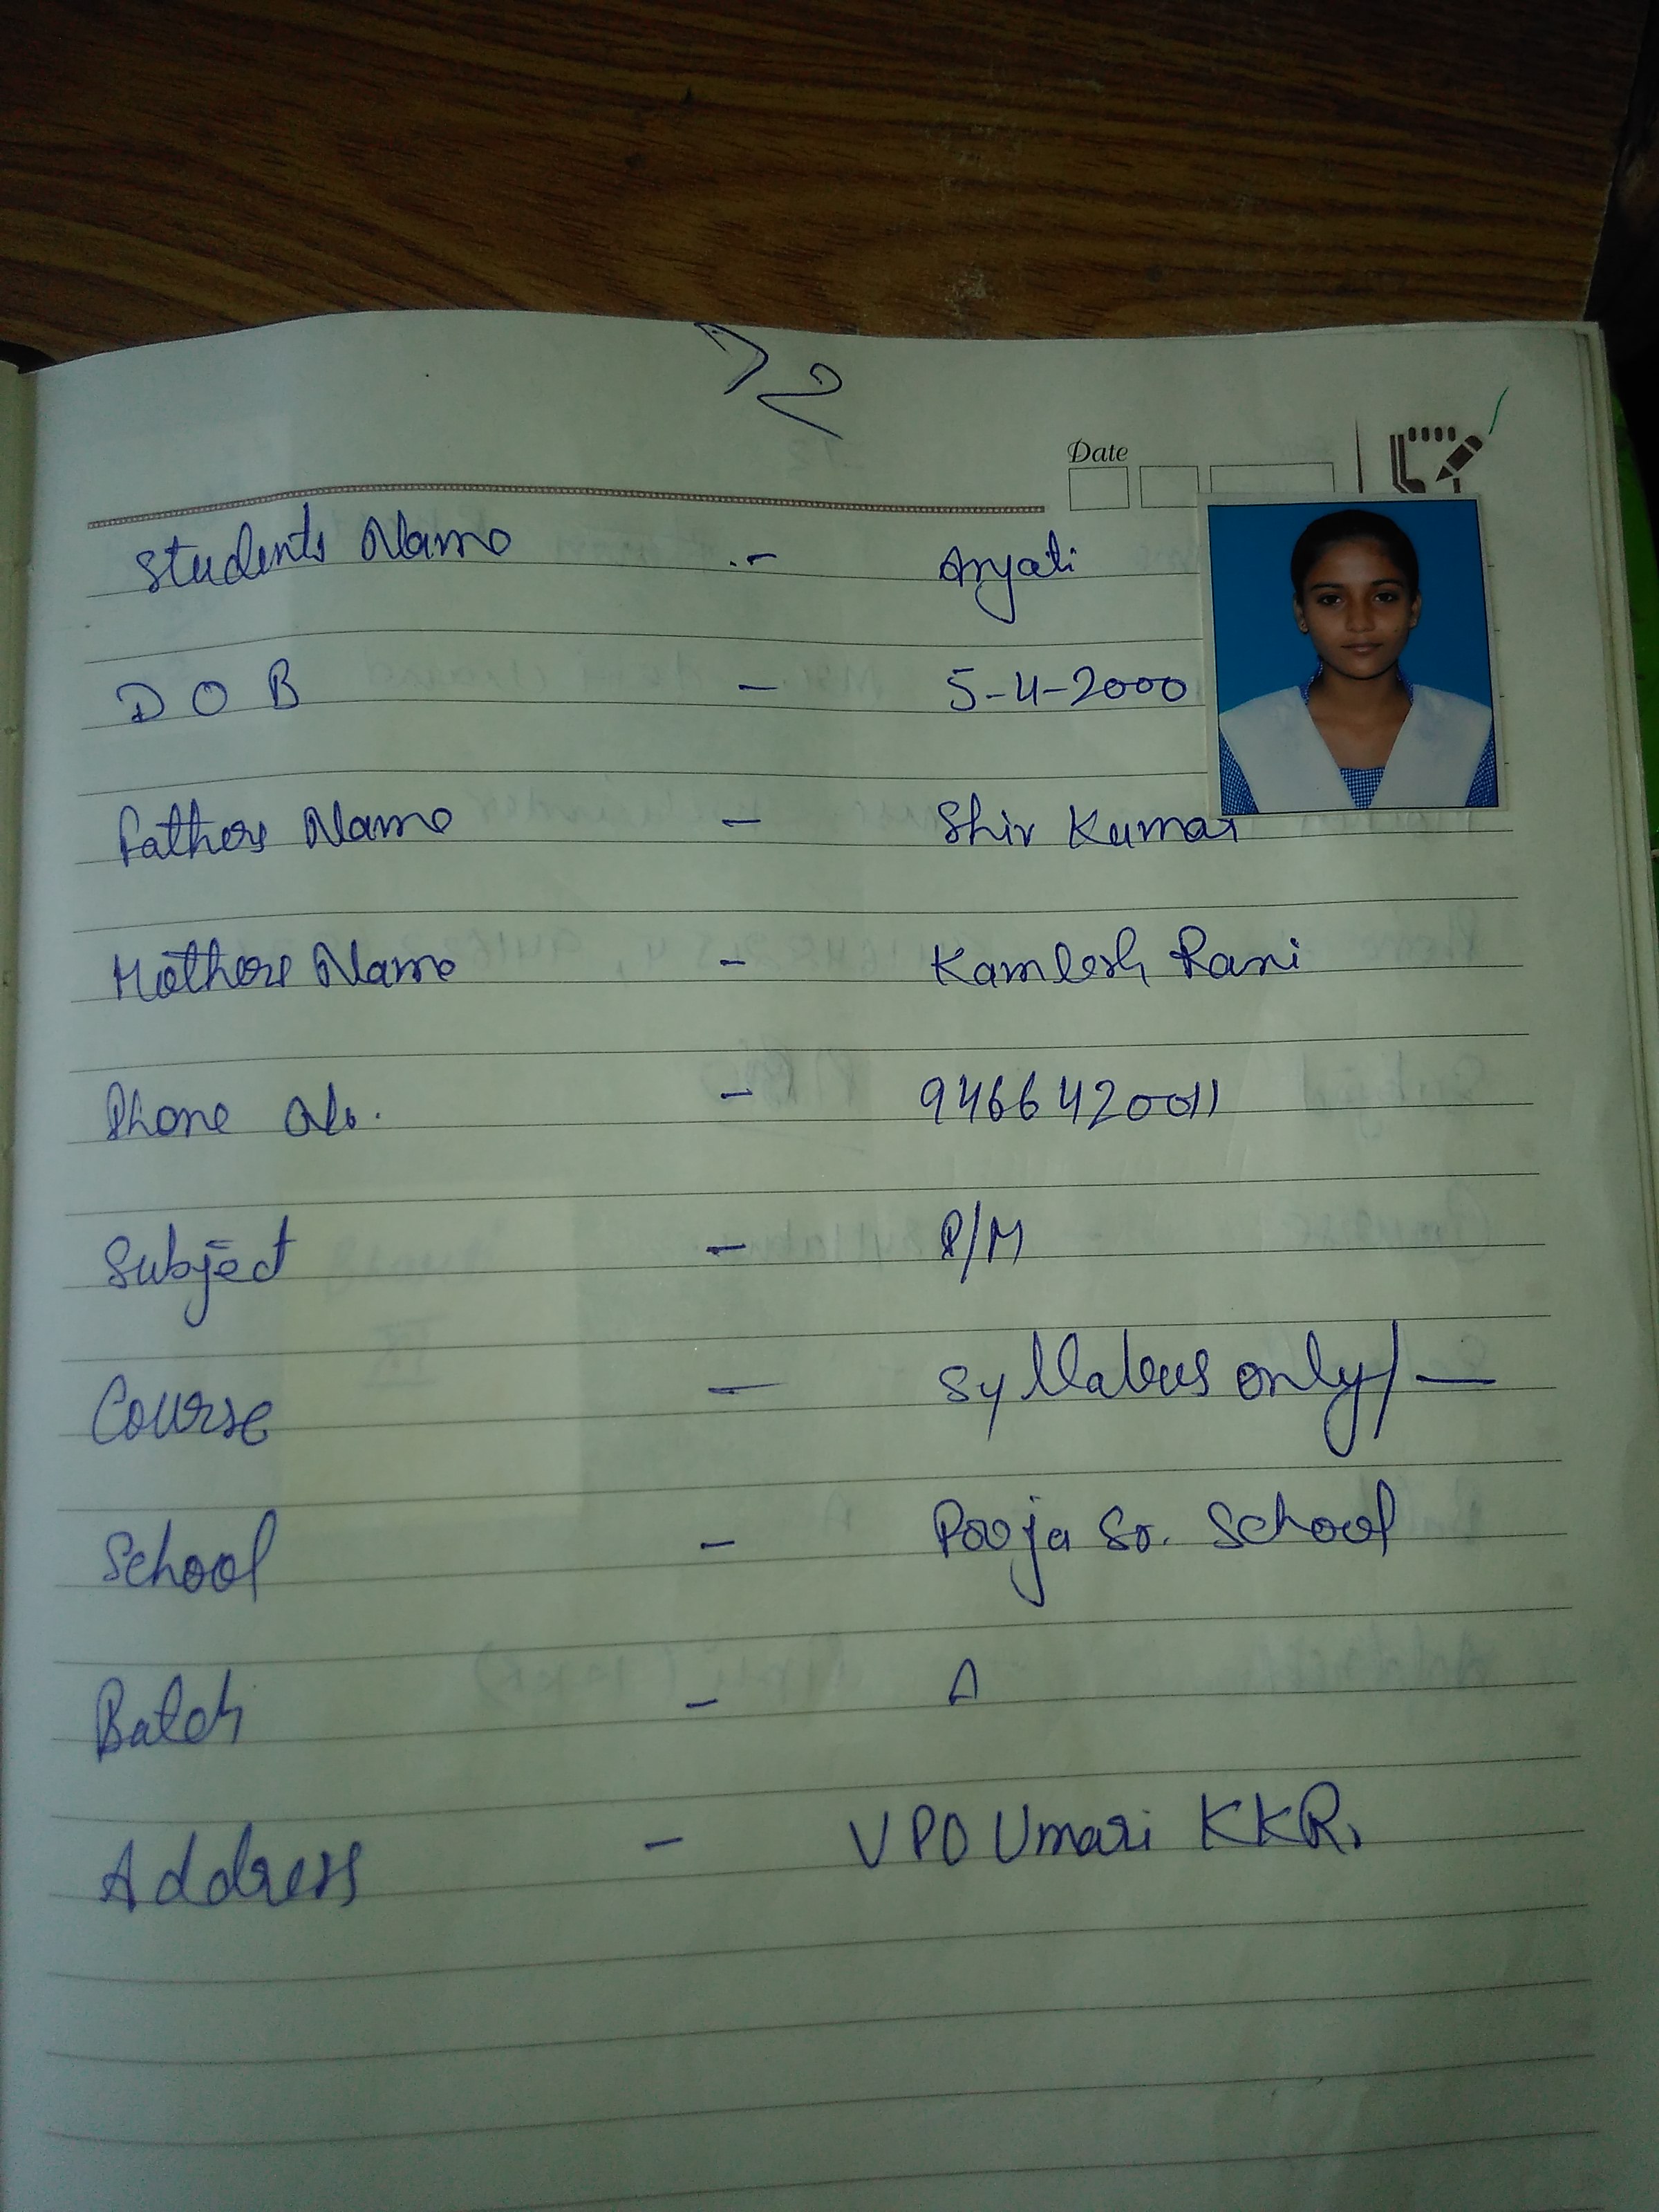 72
Date
Students Name - Aryati
D O B - 5-4-2000
Fathers Name - Shiv Kumar
Mothers Name - Kamlesh Rani
Phone No. - 9466420011
Subject - P/M
Course - Syllabus only/-
School - Pooja Sr. School
Batch - A
Address - VPO Umari KKR.